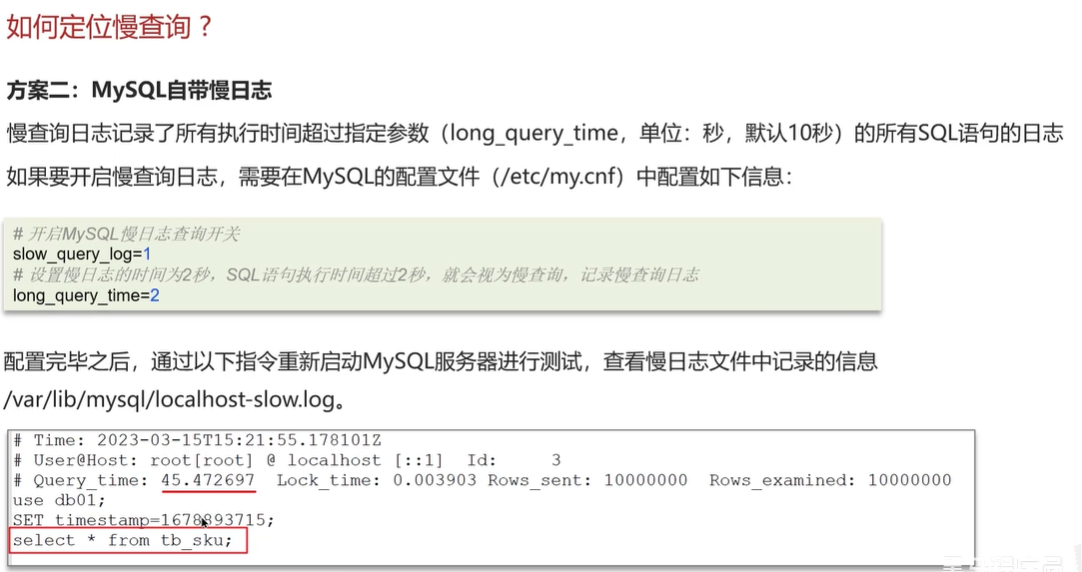 如何定位慢查询？
方案二：MySQL自带慢日志
慢查询日志记录了所有执行时间超过指定参数（long_query_time，单位：秒，默认10秒）的所有SQL语句的日志
如果要开启慢查询日志，需要在MySQL的配置文件（/etc/my.cnf）中配置如下信息：
# 开启MySQL慢日志查询开关
slow_query_log=1
# 设置慢日志的时间为2秒，SQL语句执行时间超过2秒，就会视为慢查询，记录慢查询日志
long_query_time=2
配置完毕之后，通过以下指令重新启动MySQL服务器进行测试，查看慢日志文件中记录的信息
/var/lib/mysql/localhost-slow.log。
# Time: 2023-03-15T15:21:55.178101Z
# User@Host: root[root] @ localhost [::1]  Id:     3
# Query_time: 45.472697  Lock_time: 0.003903 Rows_sent: 10000000  Rows_examined: 10000000
use db01;
SET timestamp=1678893715;
select * from tb_sku;